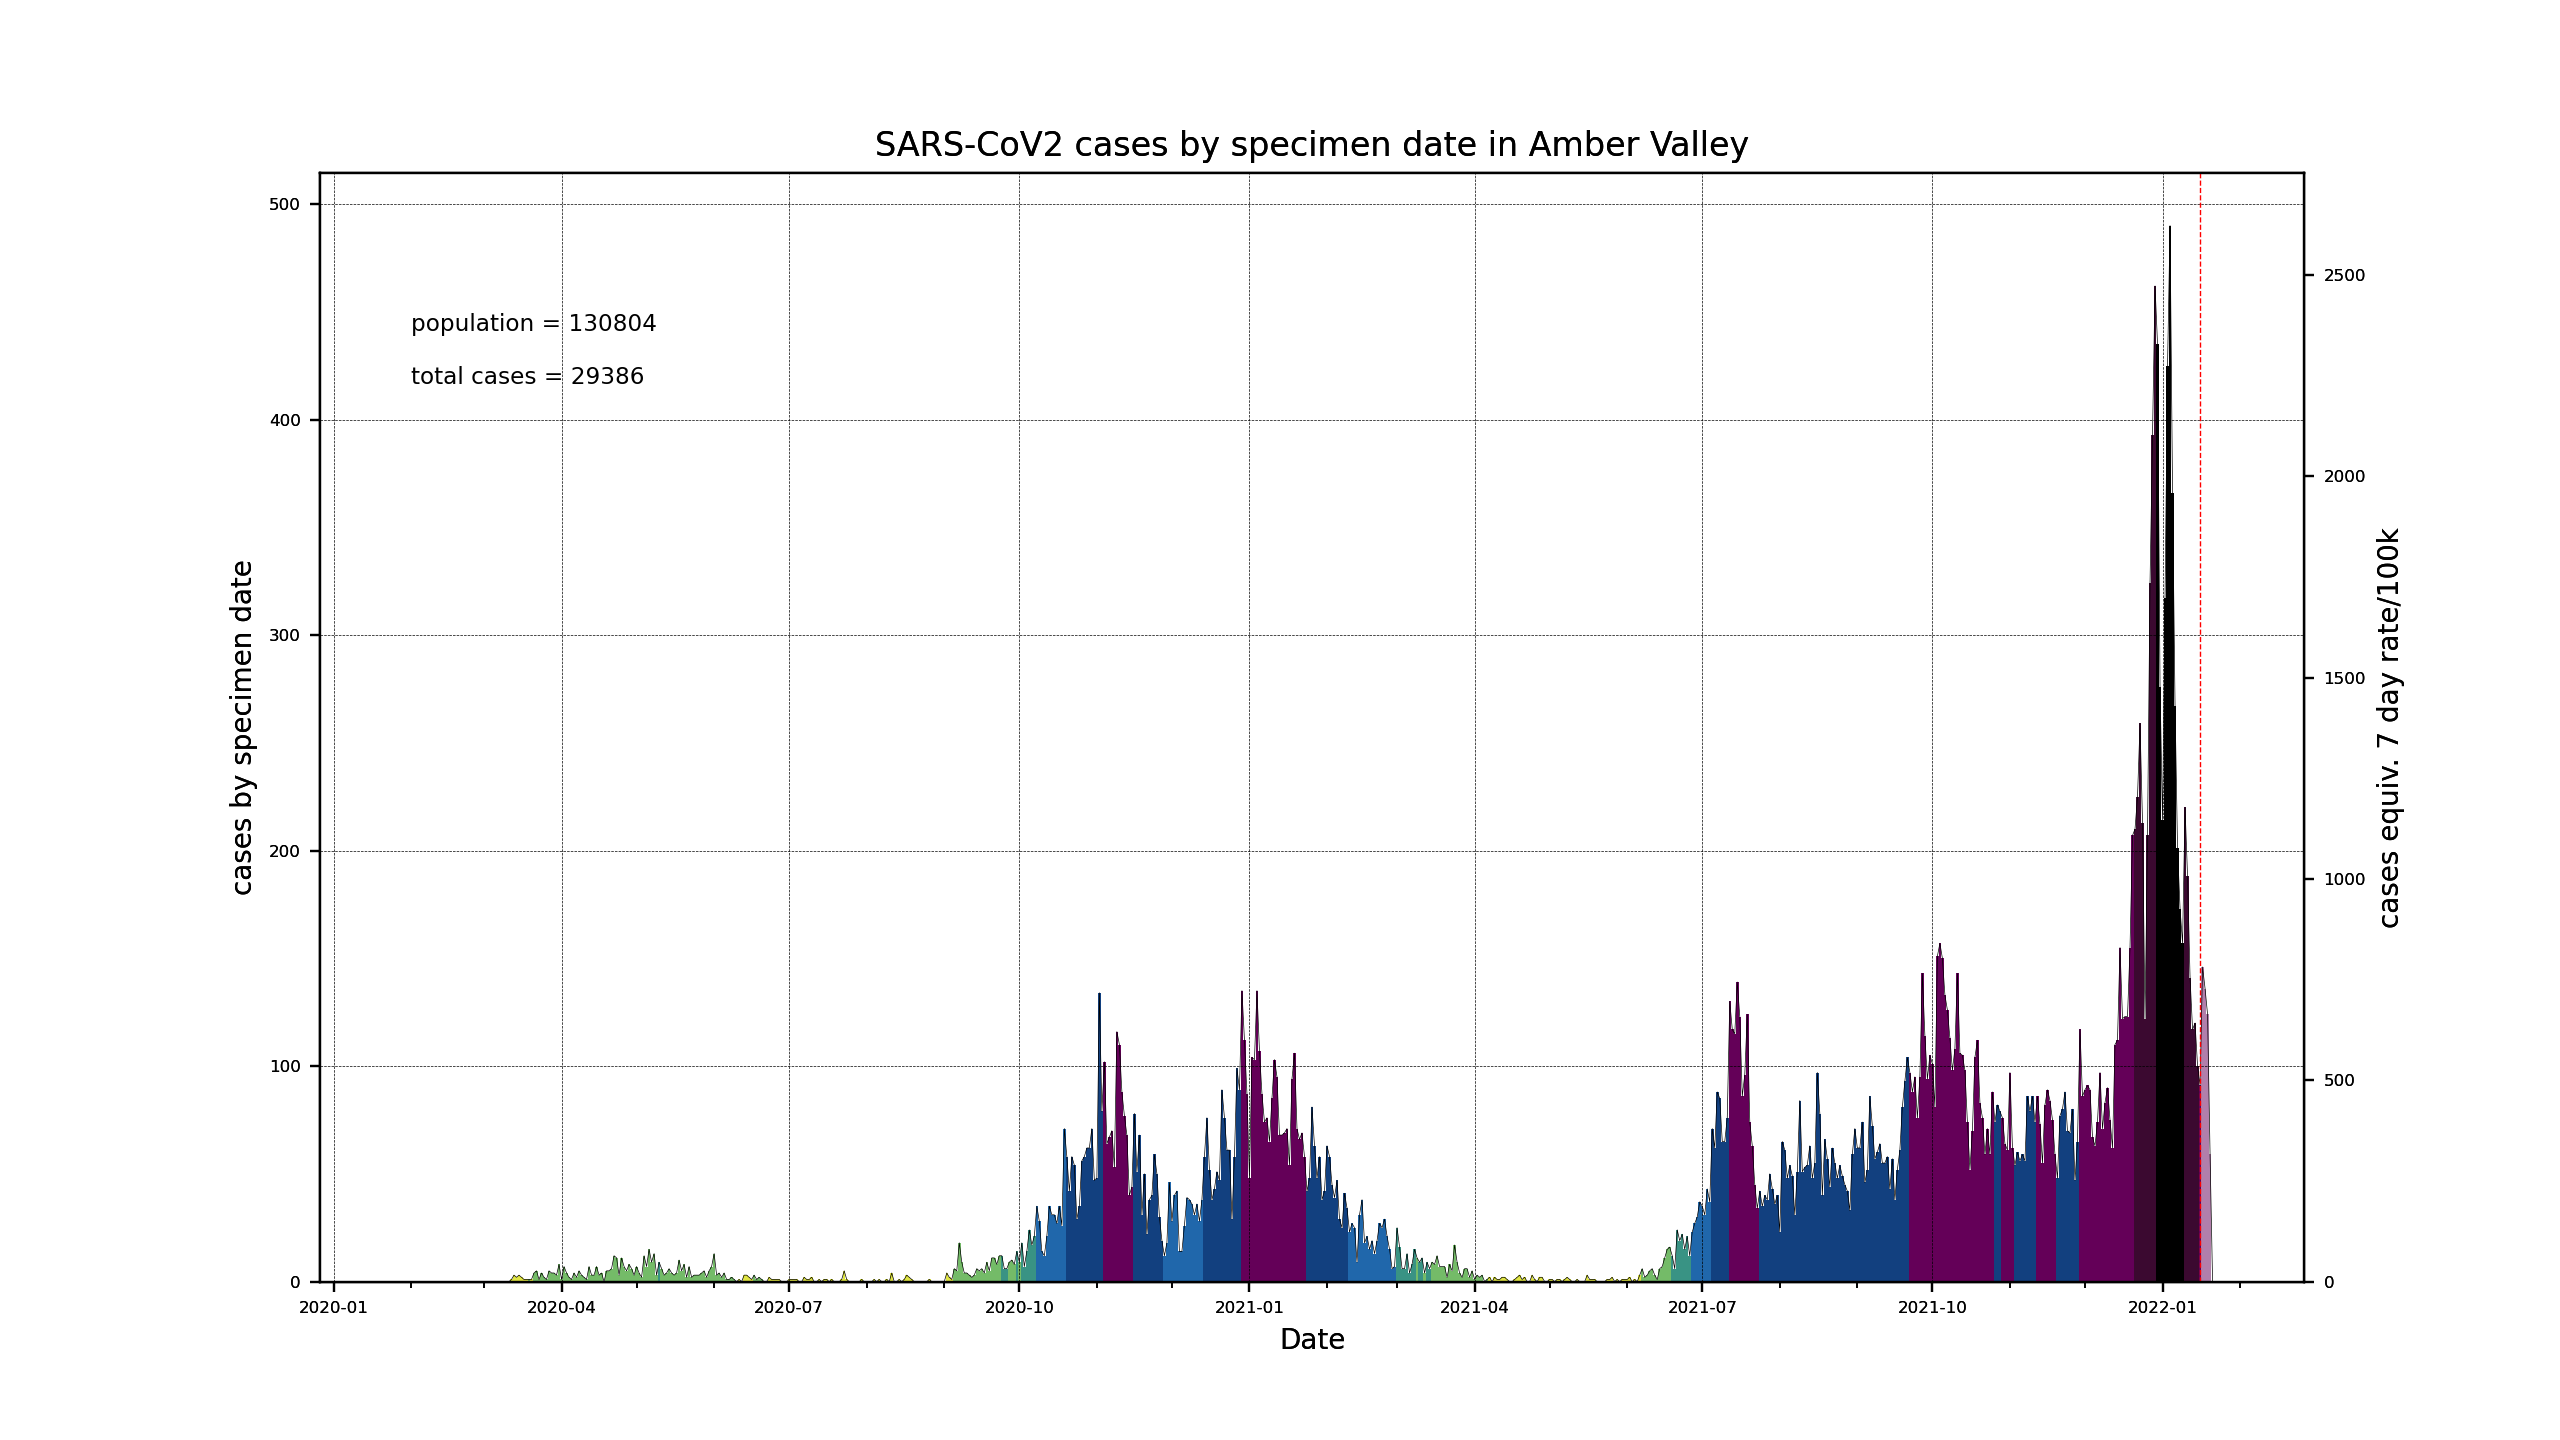 SARS-CoV2 cases by specimen date in Amber Valley
population = 130804
total cases = 29386
cases by specimen date
500
400
300
200
100
0
cases equiv. 7 day rate/100k
2500
2000
1500
1000
500
0
2020-01 2020-04 2020-07 2020-10 2021-01 2021-04 2021-07 2021-10 2022-01
Date